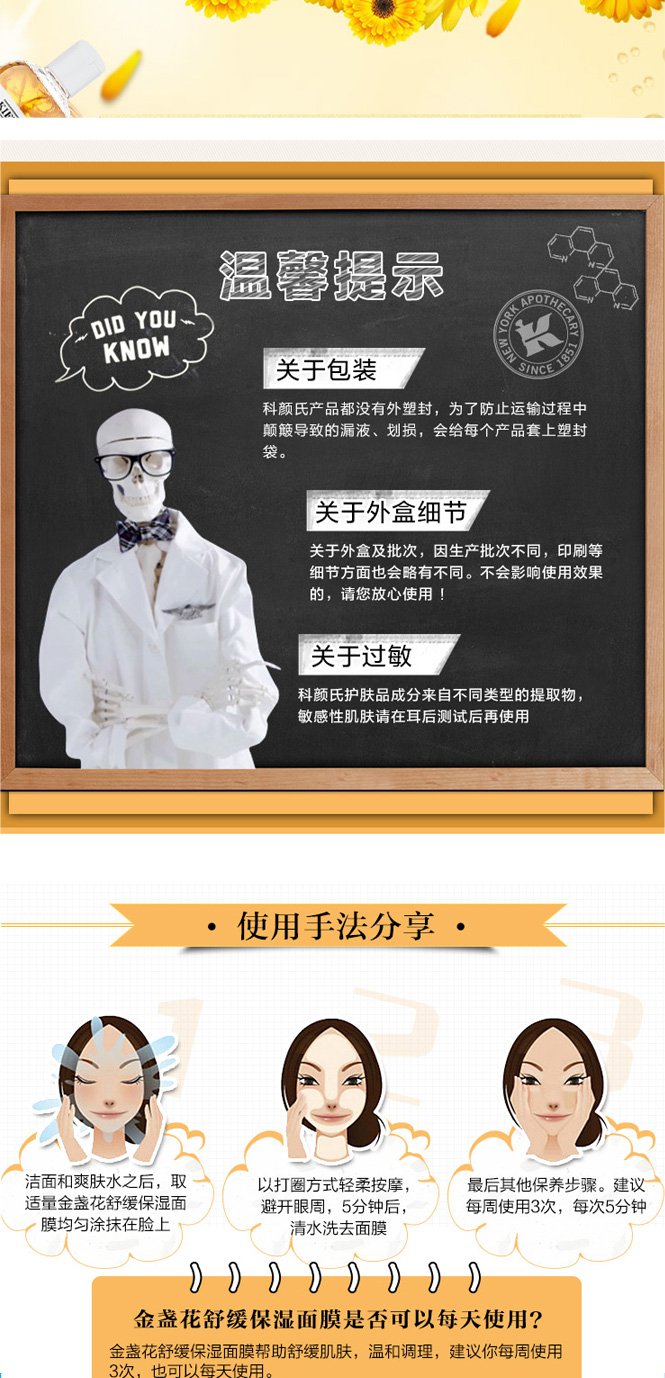 温馨提示
DID YOU
KNOW
NEW YORK APOTHECARY
SINCE 1851
关于包装
科颜氏产品都没有外塑封，为了防止运输过程中
颠簸导致的漏液、划损，会给每个产品套上塑封
袋。
关于外盒细节
关于外盒及批次，因生产批次不同，印刷等
细节方面也会略有不同。不会影响使用效果
的，请您放心使用！
关于过敏
科颜氏护肤品成分来自不同类型的提取物，
敏感性肌肤请在耳后测试后再使用
· 使用手法分享 ·
1
2
3
洁面和爽肤水之后，取
适量金盏花舒缓保湿面
膜均匀涂抹在脸上
以打圈方式轻柔按摩，
避开眼周，5分钟后，
清水洗去面膜
最后其他保养步骤。建议
每周使用3次，每次5分钟
金盏花舒缓保湿面膜是否可以每天使用？
金盏花舒缓保湿面膜帮助舒缓肌肤，温和调理，建议你每周使用
3次，也可以每天使用。